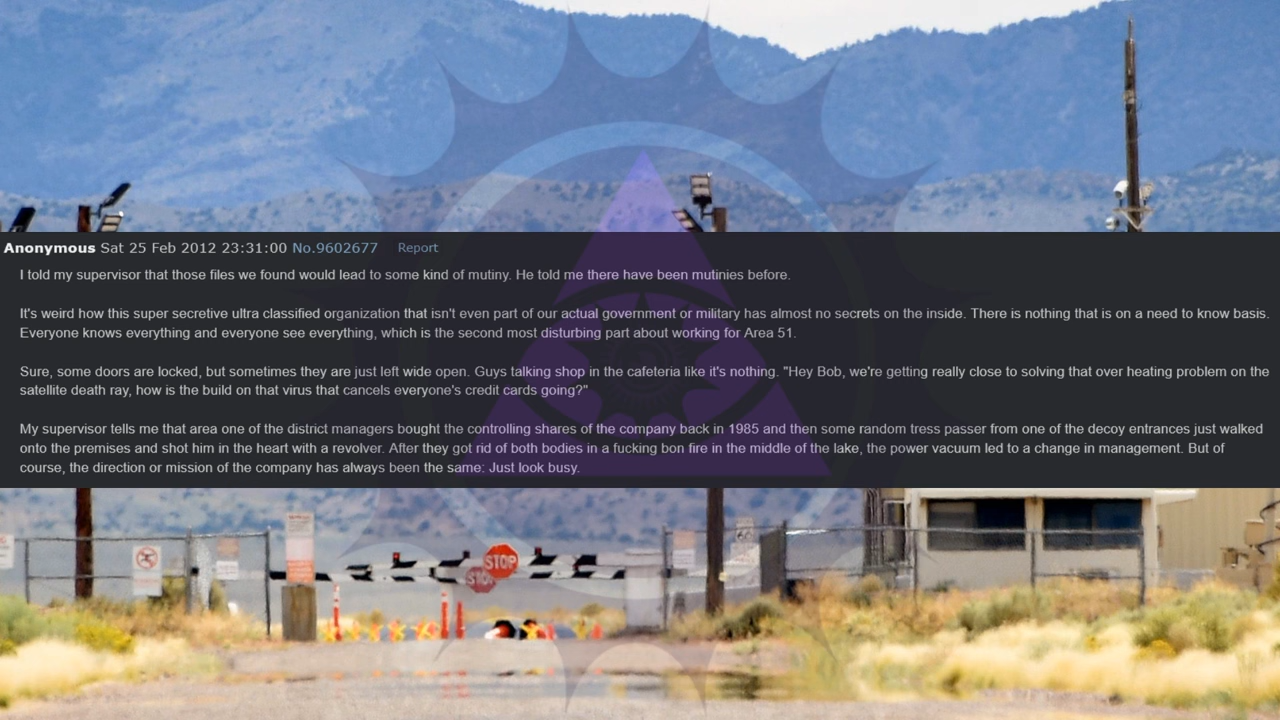 Anonymous Sat 25 Feb 2012 23:31:00 No.9602677 Report
I told my supervisor that those files we found would lead to some kind of mutiny. He told me there have been mutinies before.
It's weird how this super secretive ultra classified organization that isn't even part of our actual government or military has almost no secrets on the inside. There is nothing that is on a need to know basis.
Everyone knows everything and everyone see everything, which is the second most disturbing part about working for Area 51.
Sure, some doors are locked, but sometimes they are just left wide open. Guys talking shop in the cafeteria like it's nothing. "Hey Bob, we're getting really close to solving that over heating problem on the
satellite death ray, how is the build on that virus that cancels everyone's credit cards going?"
My supervisor tells me that area one of the district managers bought the controlling shares of the company back in 1985 and then some random tress passer from one of the decoy entrances just walked
onto the premises and shot him in the heart with a revolver. After they got rid of both bodies in a fucking bon fire in the middle of the lake, the power vacuum led to a change in management. But of
course, the direction or mission of the company has always been the same: Just look busy.
STOP
STOP